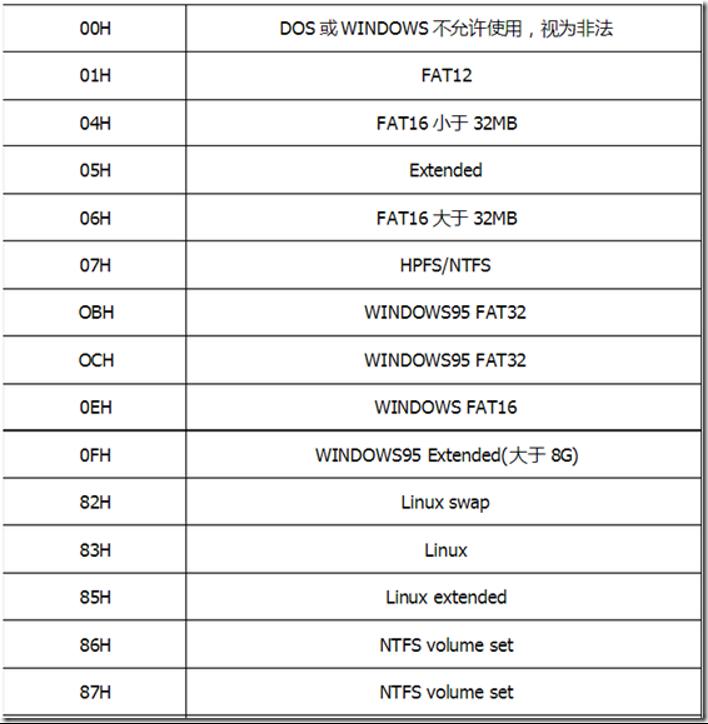 00H DOS 或 WINDOWS 不允许使用，视为非法
01H FAT12
04H FAT16 小于 32MB
05H Extended
06H FAT16 大于 32MB
07H HPFS/NTFS
OBH WINDOWS95 FAT32
OCH WINDOWS95 FAT32
0EH WINDOWS FAT16
0FH WINDOWS95 Extended(大于 8G)
82H Linux swap
83H Linux
85H Linux extended
86H NTFS volume set
87H NTFS volume set